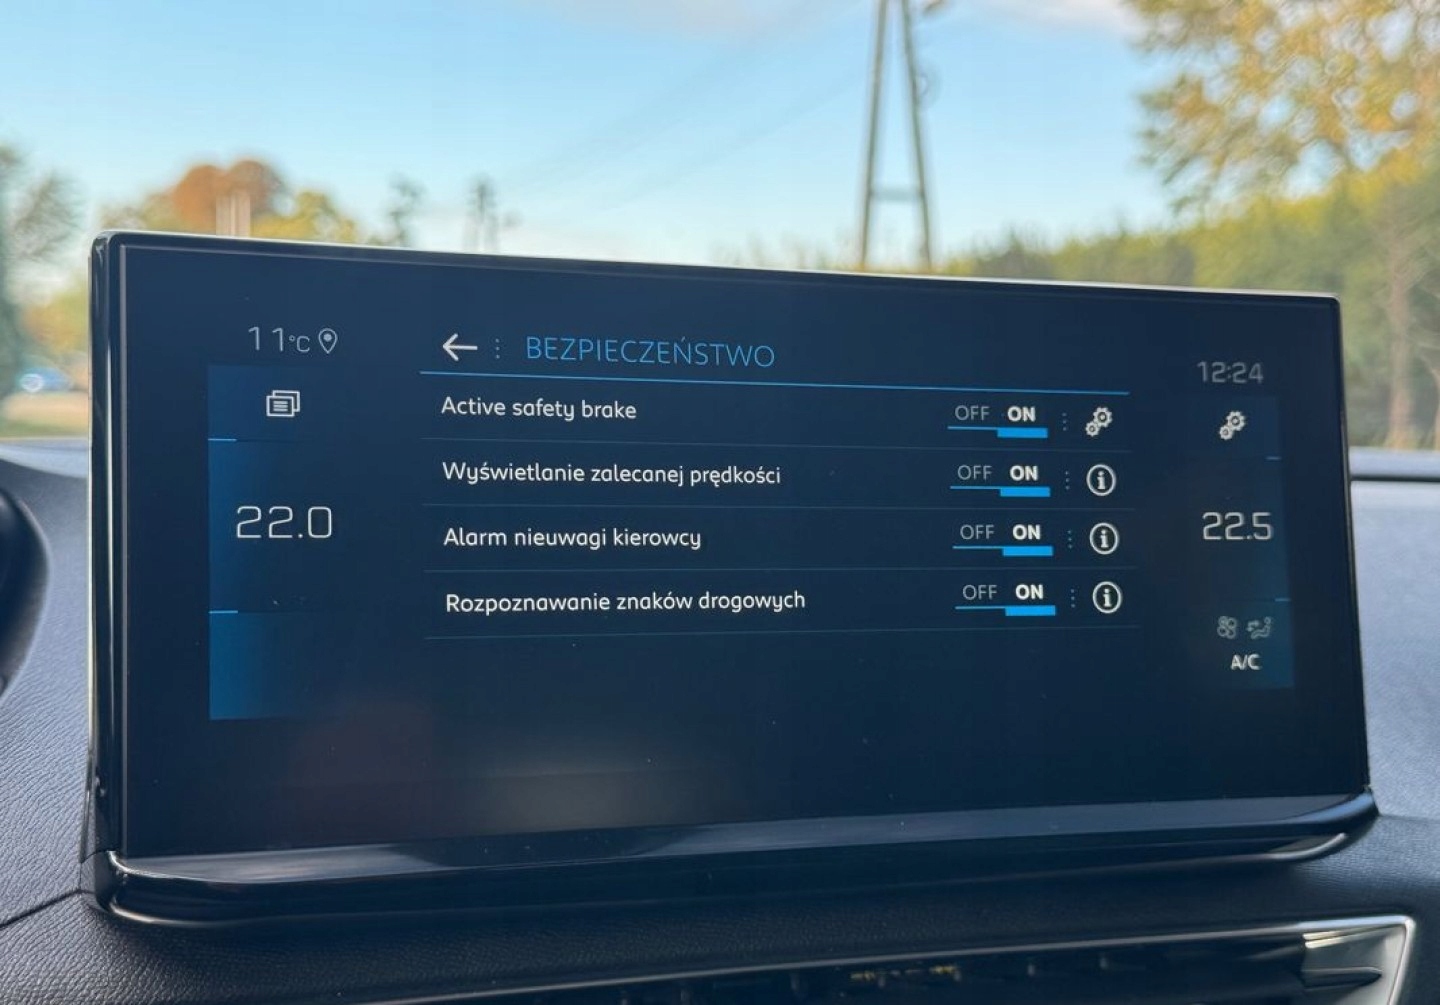 11°C
BEZPIECZEŃSTWO
12:24
Active safety brake OFF ON
Wyświetlanie zalecanej prędkości OFF ON
22.0
22.5
Alarm nieuwagi kierowcy OFF ON
Rozpoznawanie znaków drogowych OFF ON
A/C